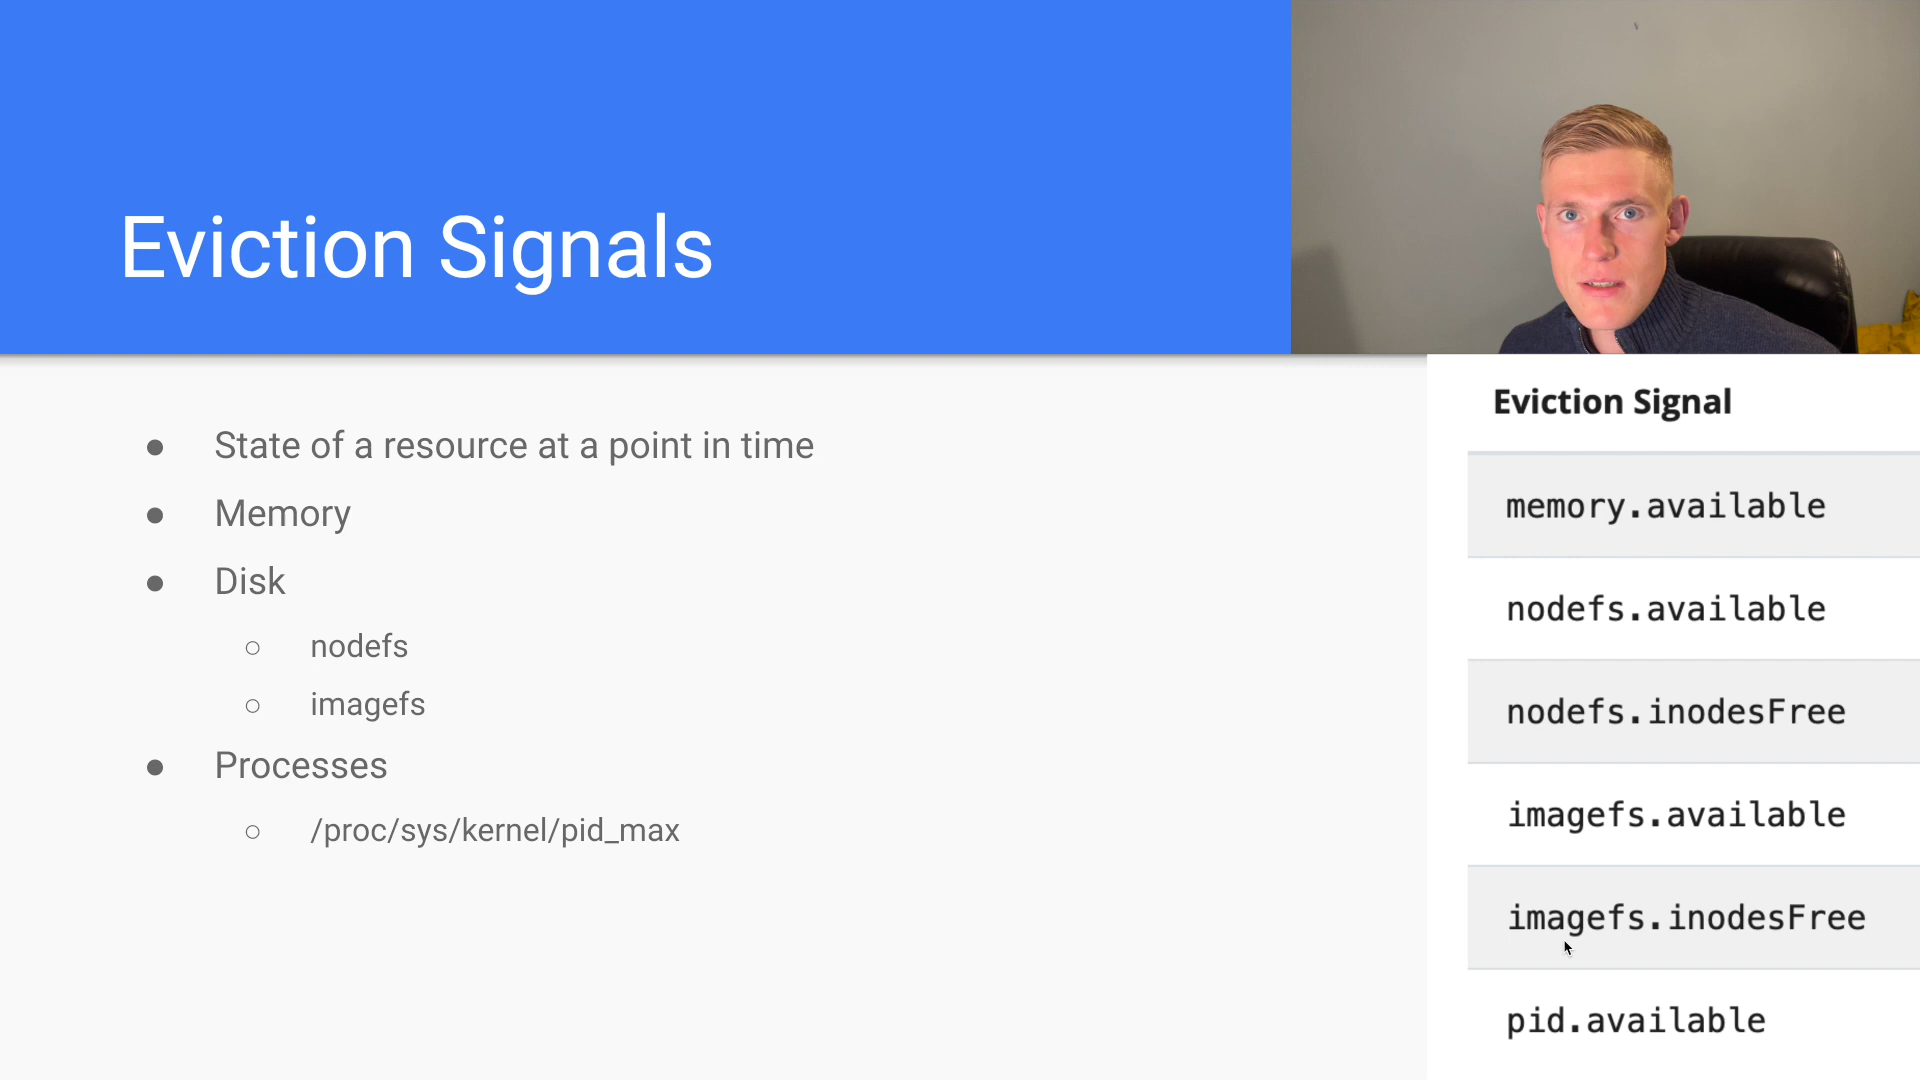 Eviction Signals
State of a resource at a point in time
Memory
Disk
nodefs
imagefs
Processes
/proc/sys/kernel/pid_max
Eviction Signal
memory.available
nodefs.available
nodefs.inodesFree
imagefs.available
imagefs.inodesFree
pid.available